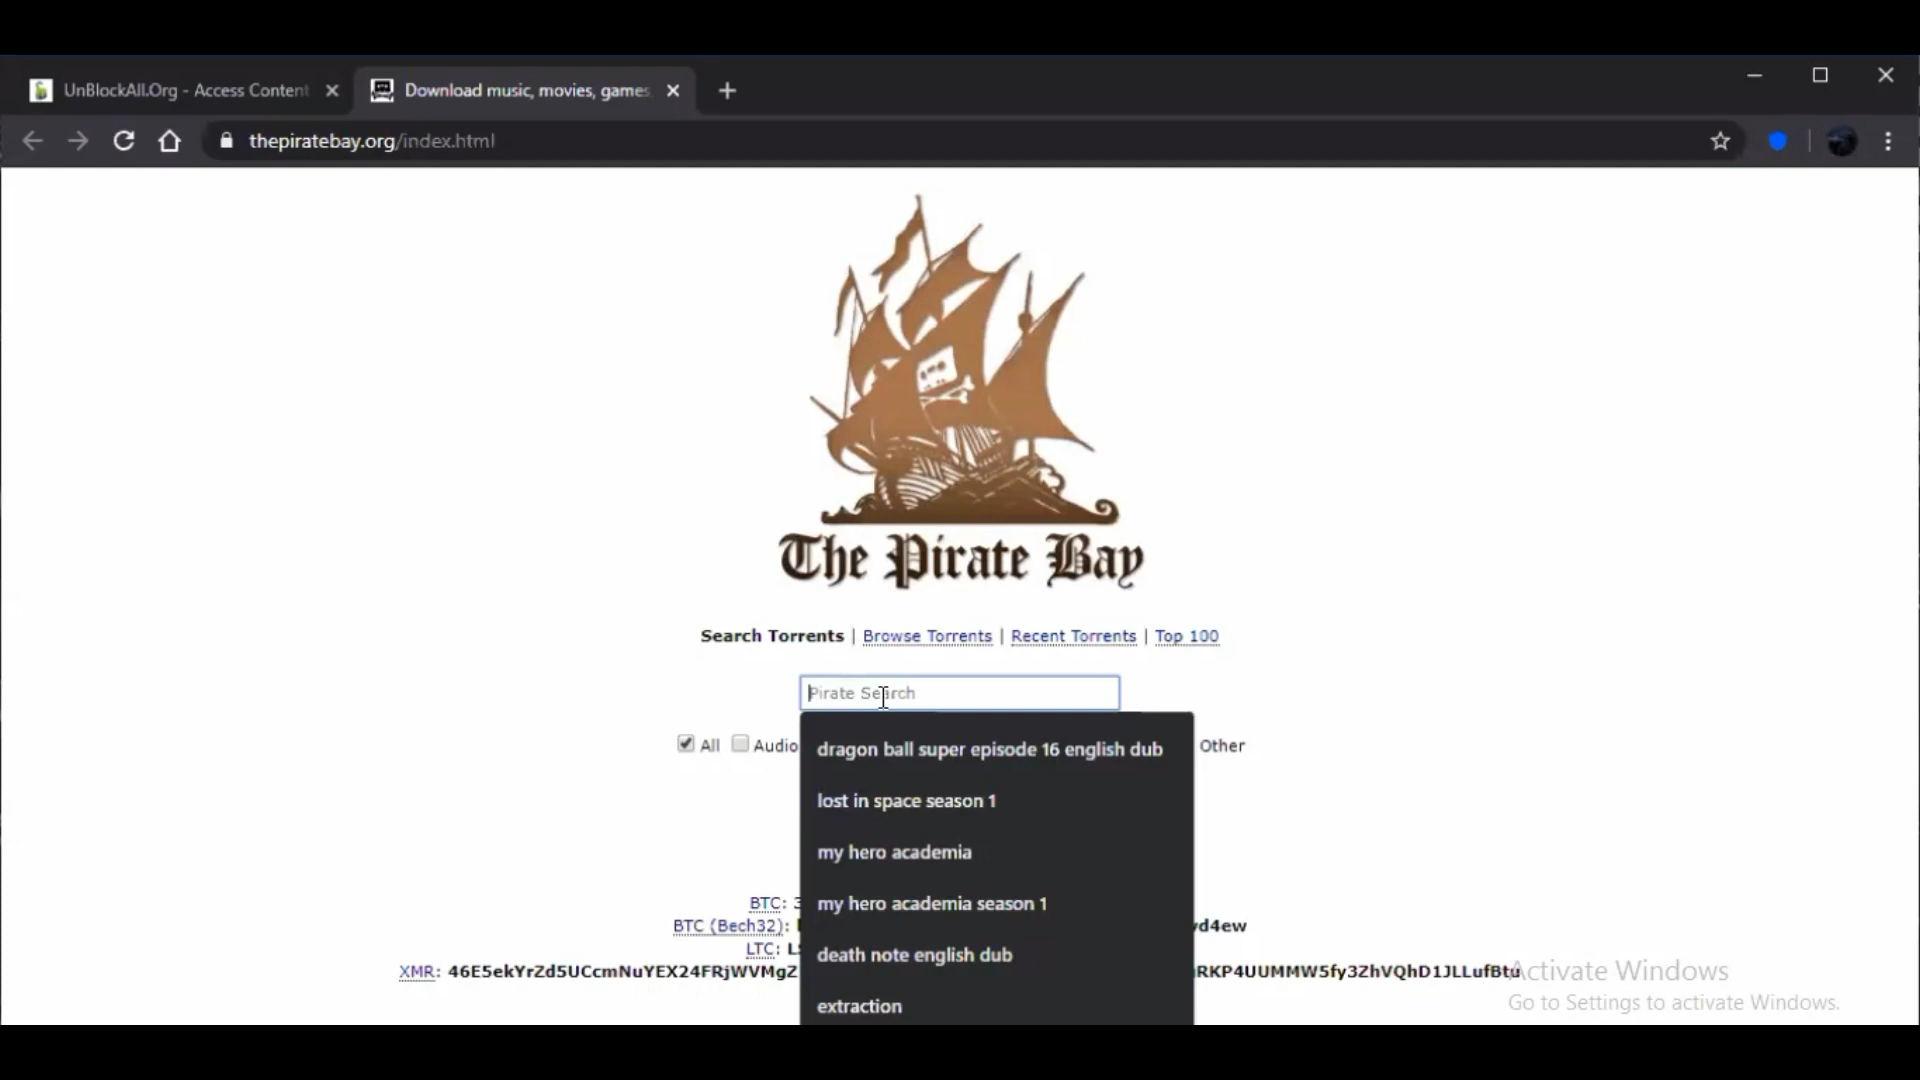 UnBlockAll.Org - Access Content
Download music, movies, games,
thepiratebay.org/index.html
The Pirate Bay
Search Torrents | Browse Torrents | Recent Torrents | Top 100
Pirate Search
All Audio Other
dragon ball super episode 16 english dub
lost in space season 1
my hero academia
my hero academia season 1
death note english dub
extraction
BTC: 3
BTC (Bech32): vd4ew
LTC: LS
XMR: 46E5ekYrZd5UCcmNuYEX24FRjWVMgZ RKP4UUMMW5fy3ZhVQhD1JLLufBtu
Activate Windows
Go to Settings to activate Windows.